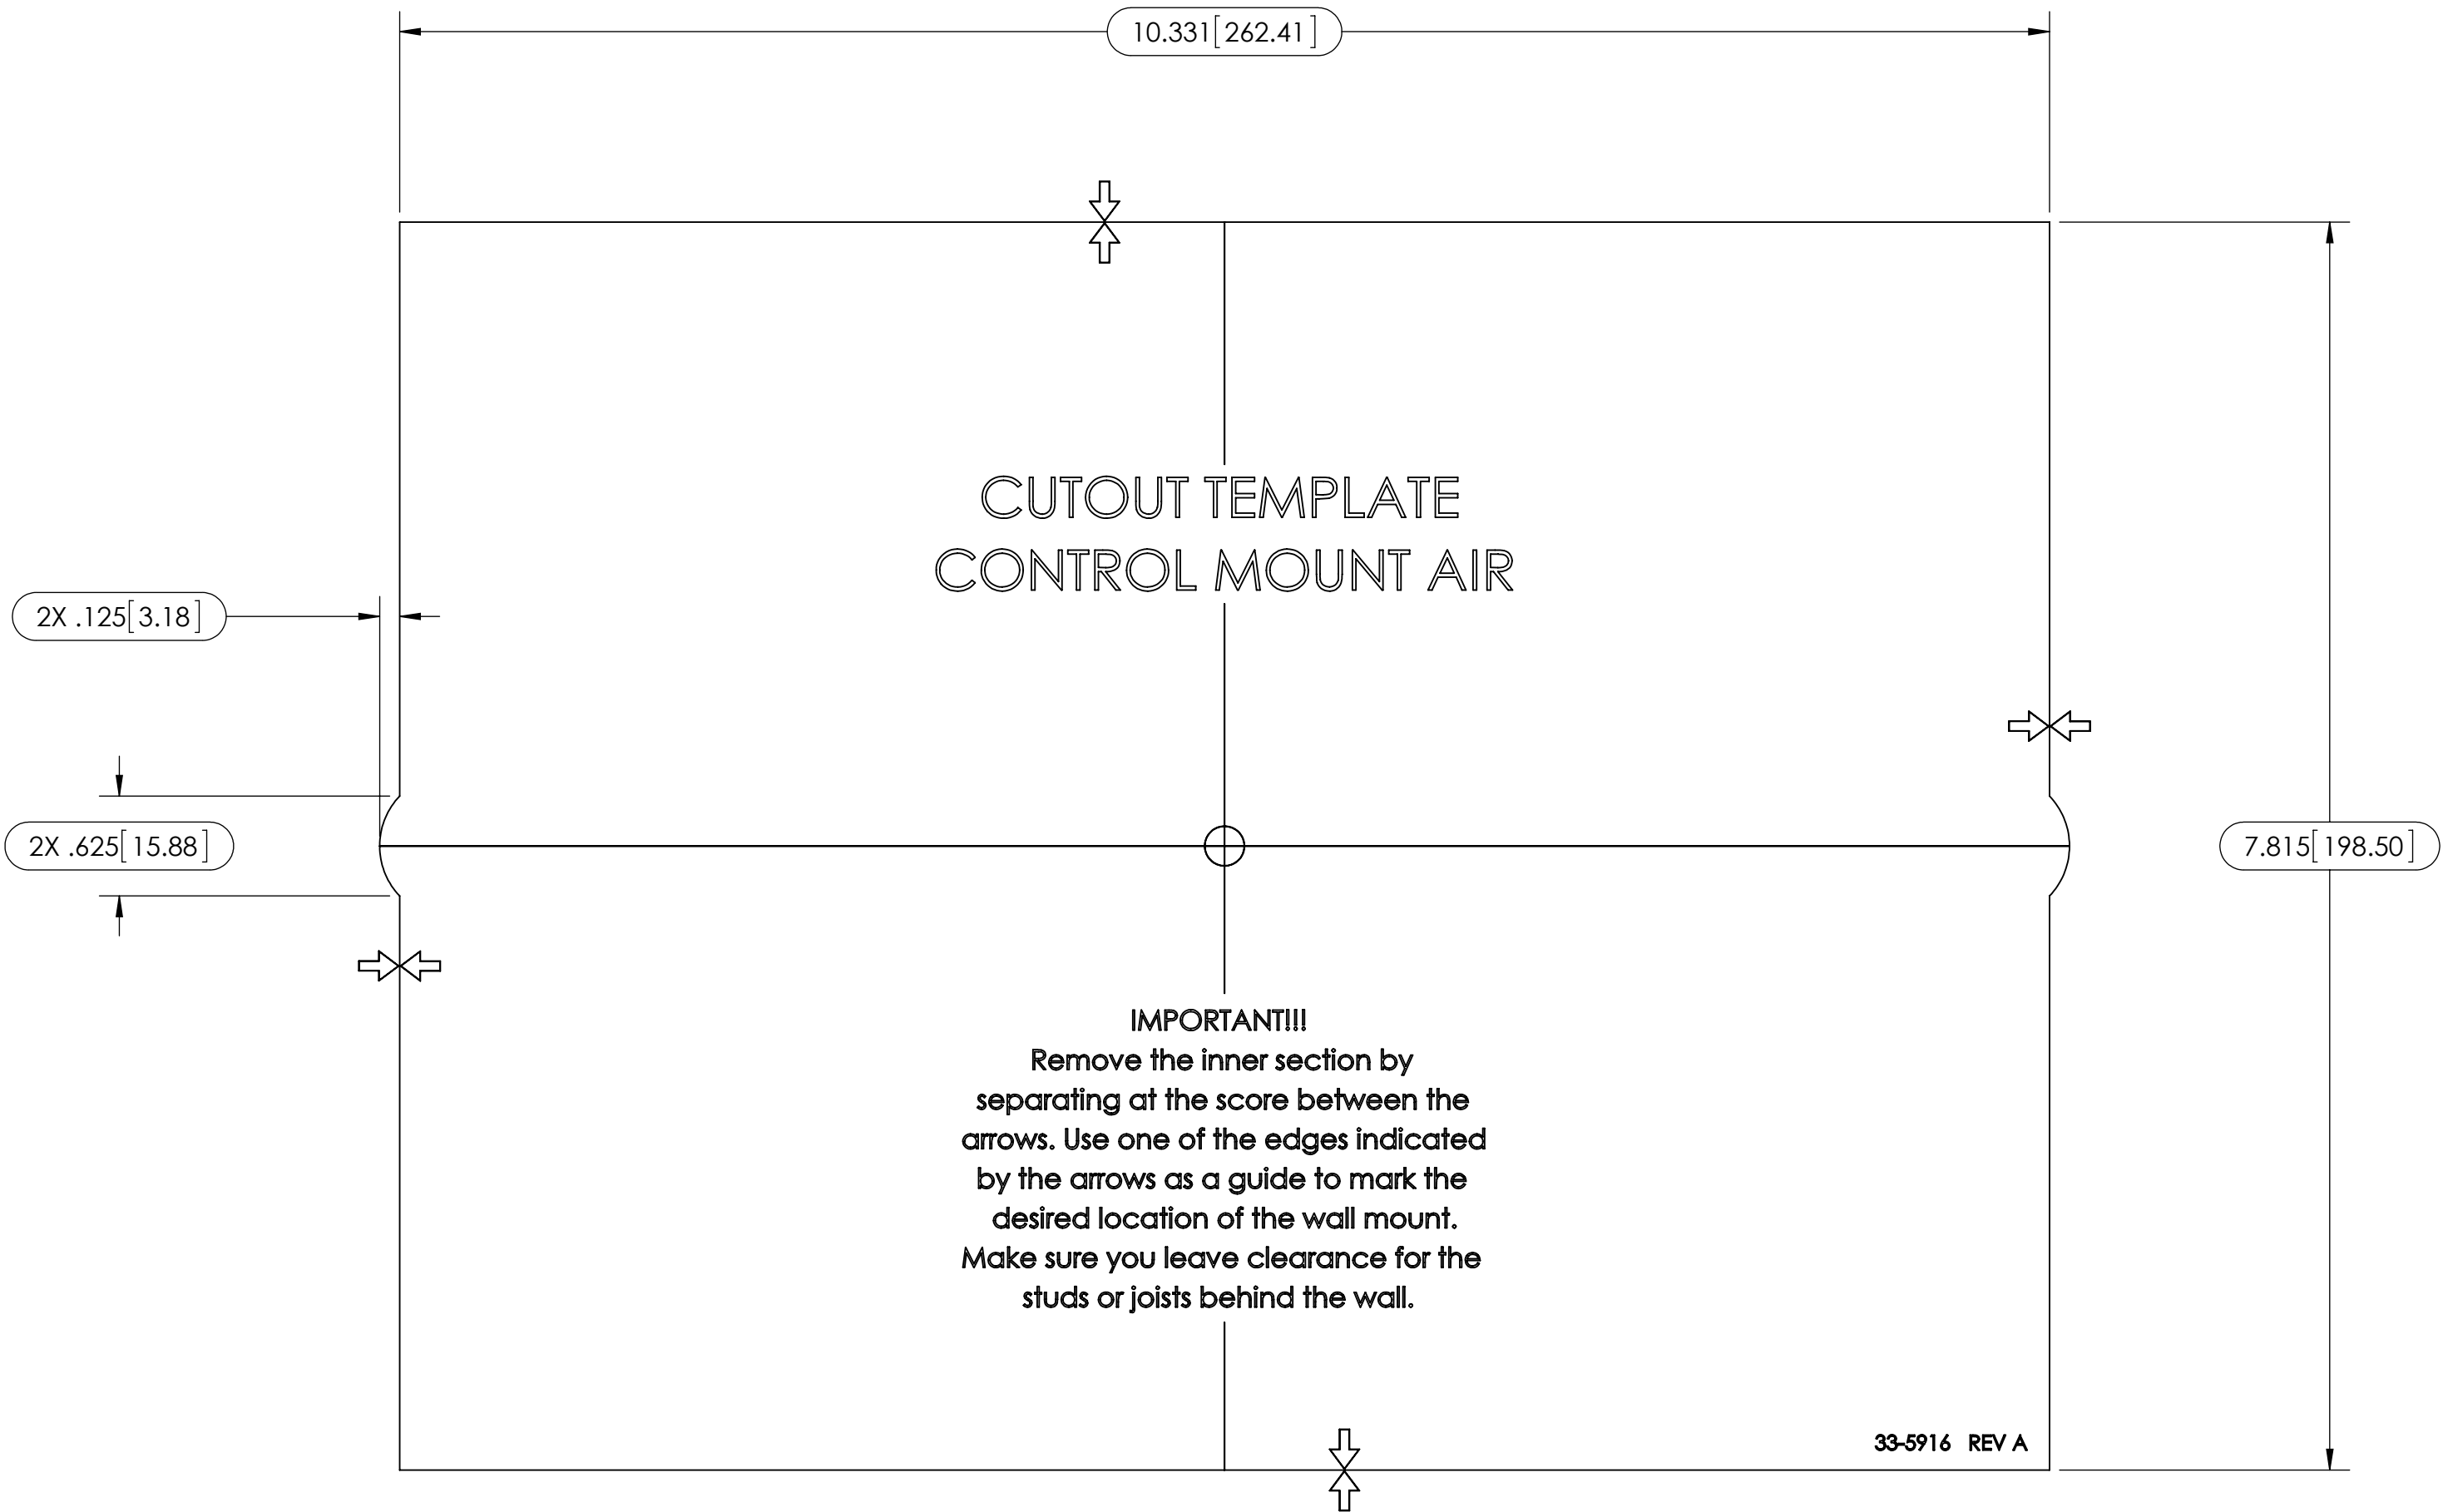 10.331[262.41]
CUTOUT TEMPLATE
CONTROL MOUNT AIR
2X .125[3.18]
2X .625[15.88]
7.815[198.50]
IMPORTANT!!!
Remove the inner section by
separating at the score between the
arrows. Use one of the edges indicated
by the arrows as a guide to mark the
desired location of the wall mount.
Make sure you leave clearance for the
studs or joists behind the wall.
33-5916 REV A